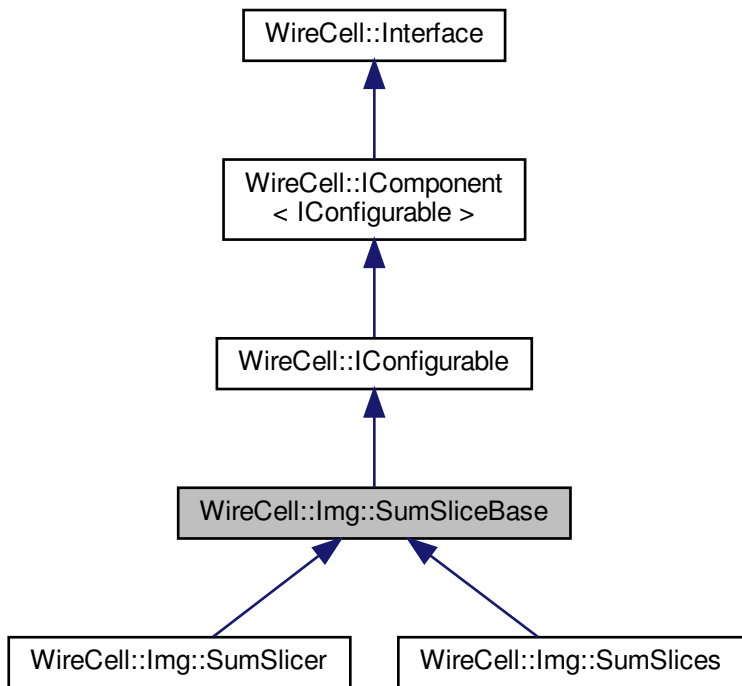 WireCell::Interface
WireCell::IComponent
< IConfigurable >
WireCell::IConfigurable
WireCell::Img::SumSliceBase
WireCell::Img::SumSlicer
WireCell::Img::SumSlices